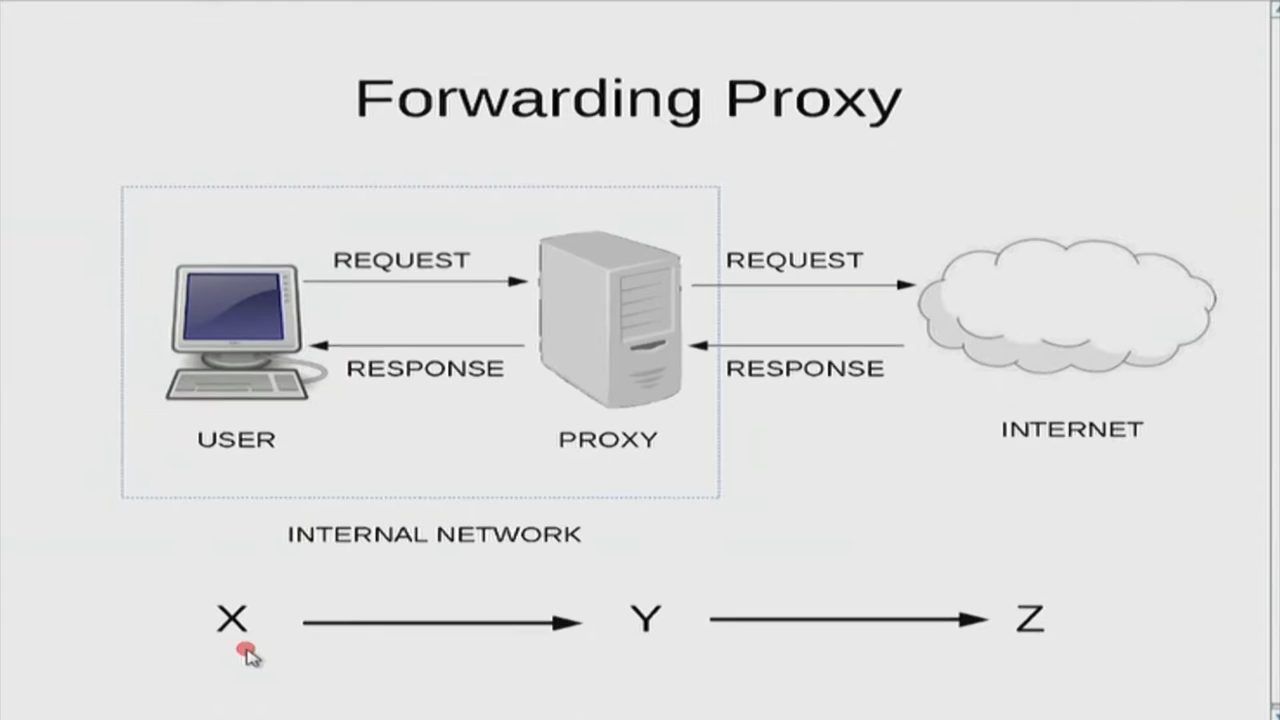 Forwarding Proxy
REQUEST
REQUEST
RESPONSE
RESPONSE
USER
PROXY
INTERNET
INTERNAL NETWORK
X
Y
Z